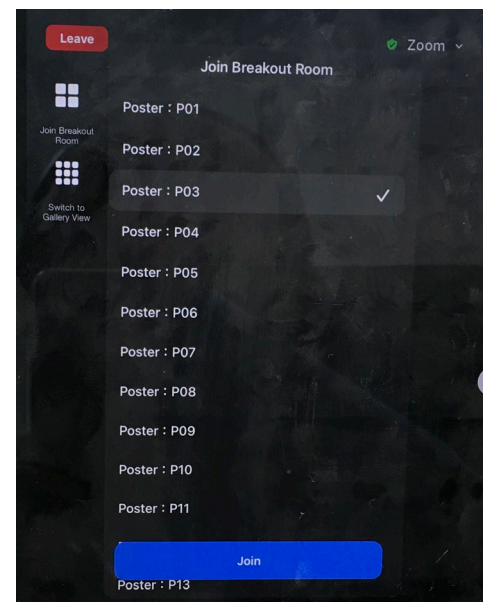 Leave
Zoom
Join Breakout Room
Join Breakout
Room
Switch to
Gallery View
Poster : P01
Poster : P02
Poster : P03
Poster : P04
Poster : P05
Poster : P06
Poster : P07
Poster : P08
Poster : P09
Poster : P10
Poster : P11
Join
Poster : P13